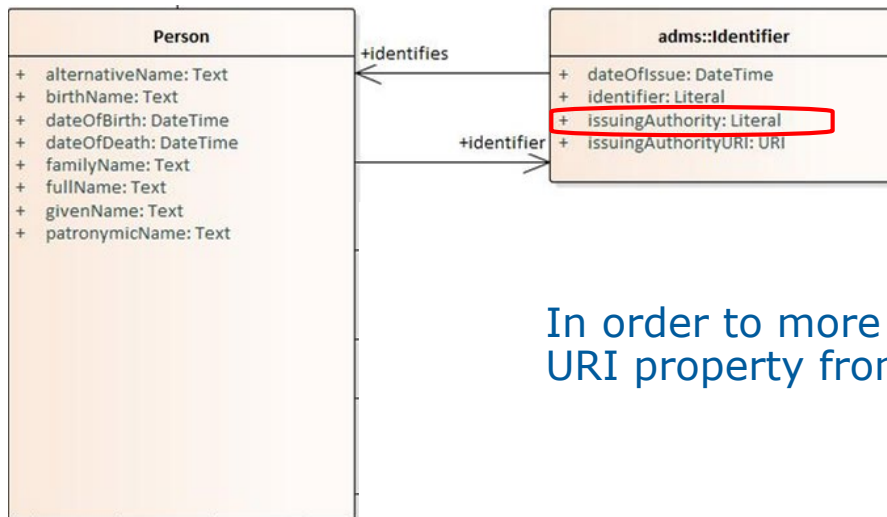 Person
+ alternativeName: Text
+ birthName: Text
+ dateOfBirth: DateTime
+ dateOfDeath: DateTime
+ familyName: Text
+ fullName: Text
+ givenName: Text
+ patronymicName: Text
+identifies
+identifier
adms::Identifier
+ dateOfIssue: DateTime
+ identifier: Literal
+ issuingAuthority: Literal
+ issuingAuthorityURI: URI
In order to more
URI property from